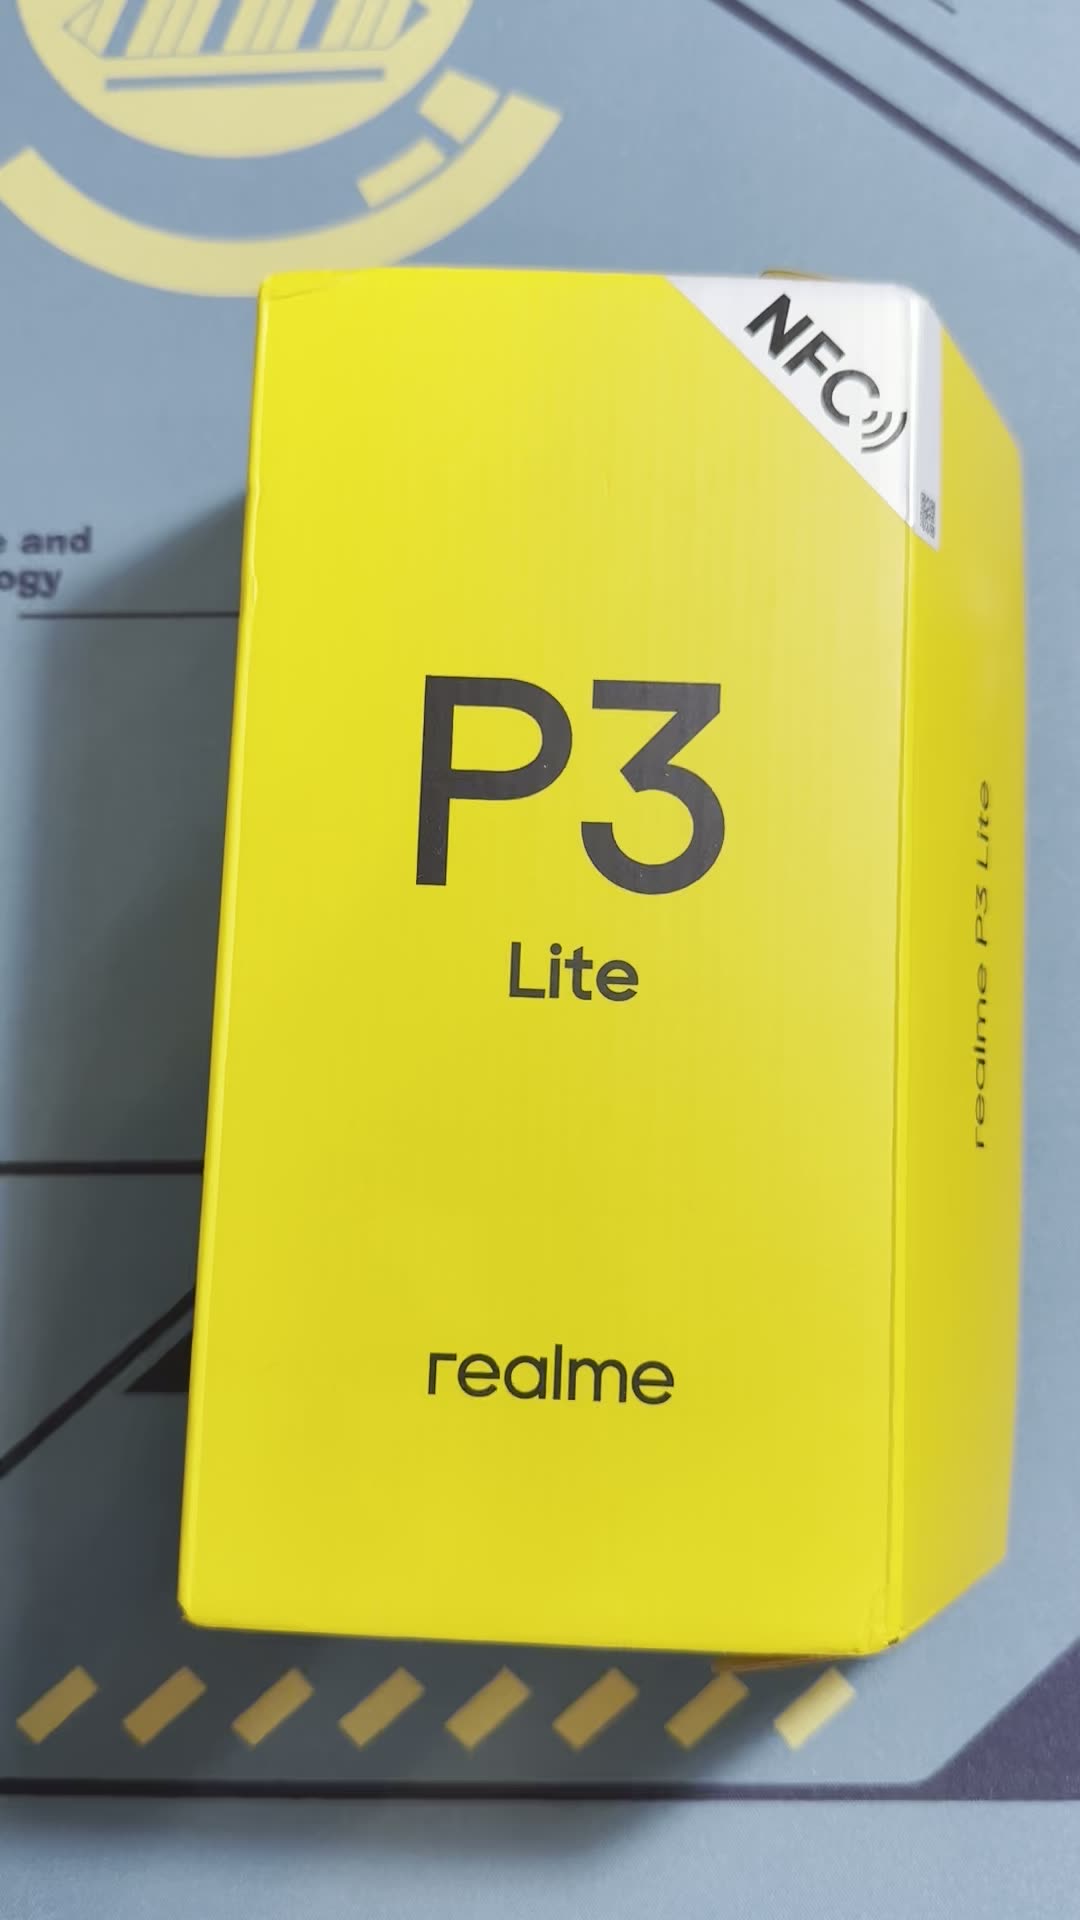 NFC
e and
ogy
P3
Lite
realme P3 Lite
realme